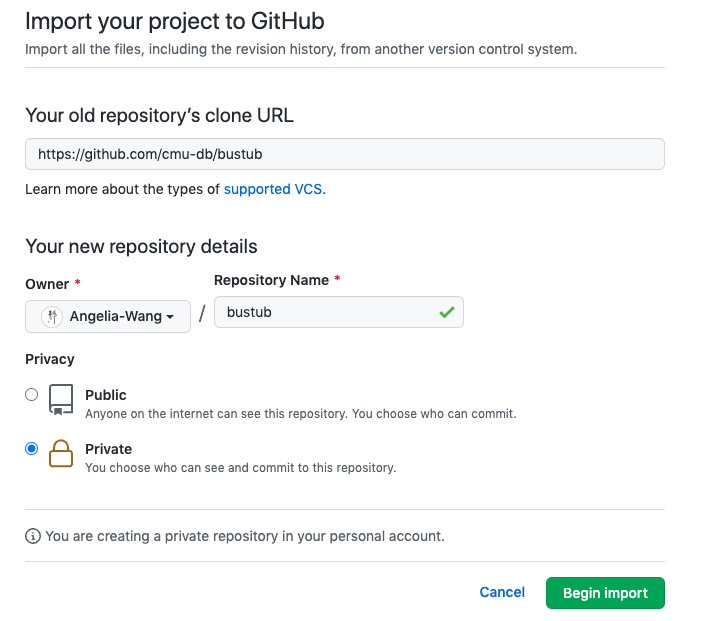 Import your project to GitHub
Import all the files, including the revision history, from another version control system.
Your old repository's clone URL
https://github.com/cmu-db/bustub
Learn more about the types of supported VCS.
Your new repository details
Owner *
Repository Name *
Angelia-Wang
/
bustub
Privacy
Public
Anyone on the internet can see this repository. You choose who can commit.
Private
You choose who can see and commit to this repository.
You are creating a private repository in your personal account.
Cancel
Begin import